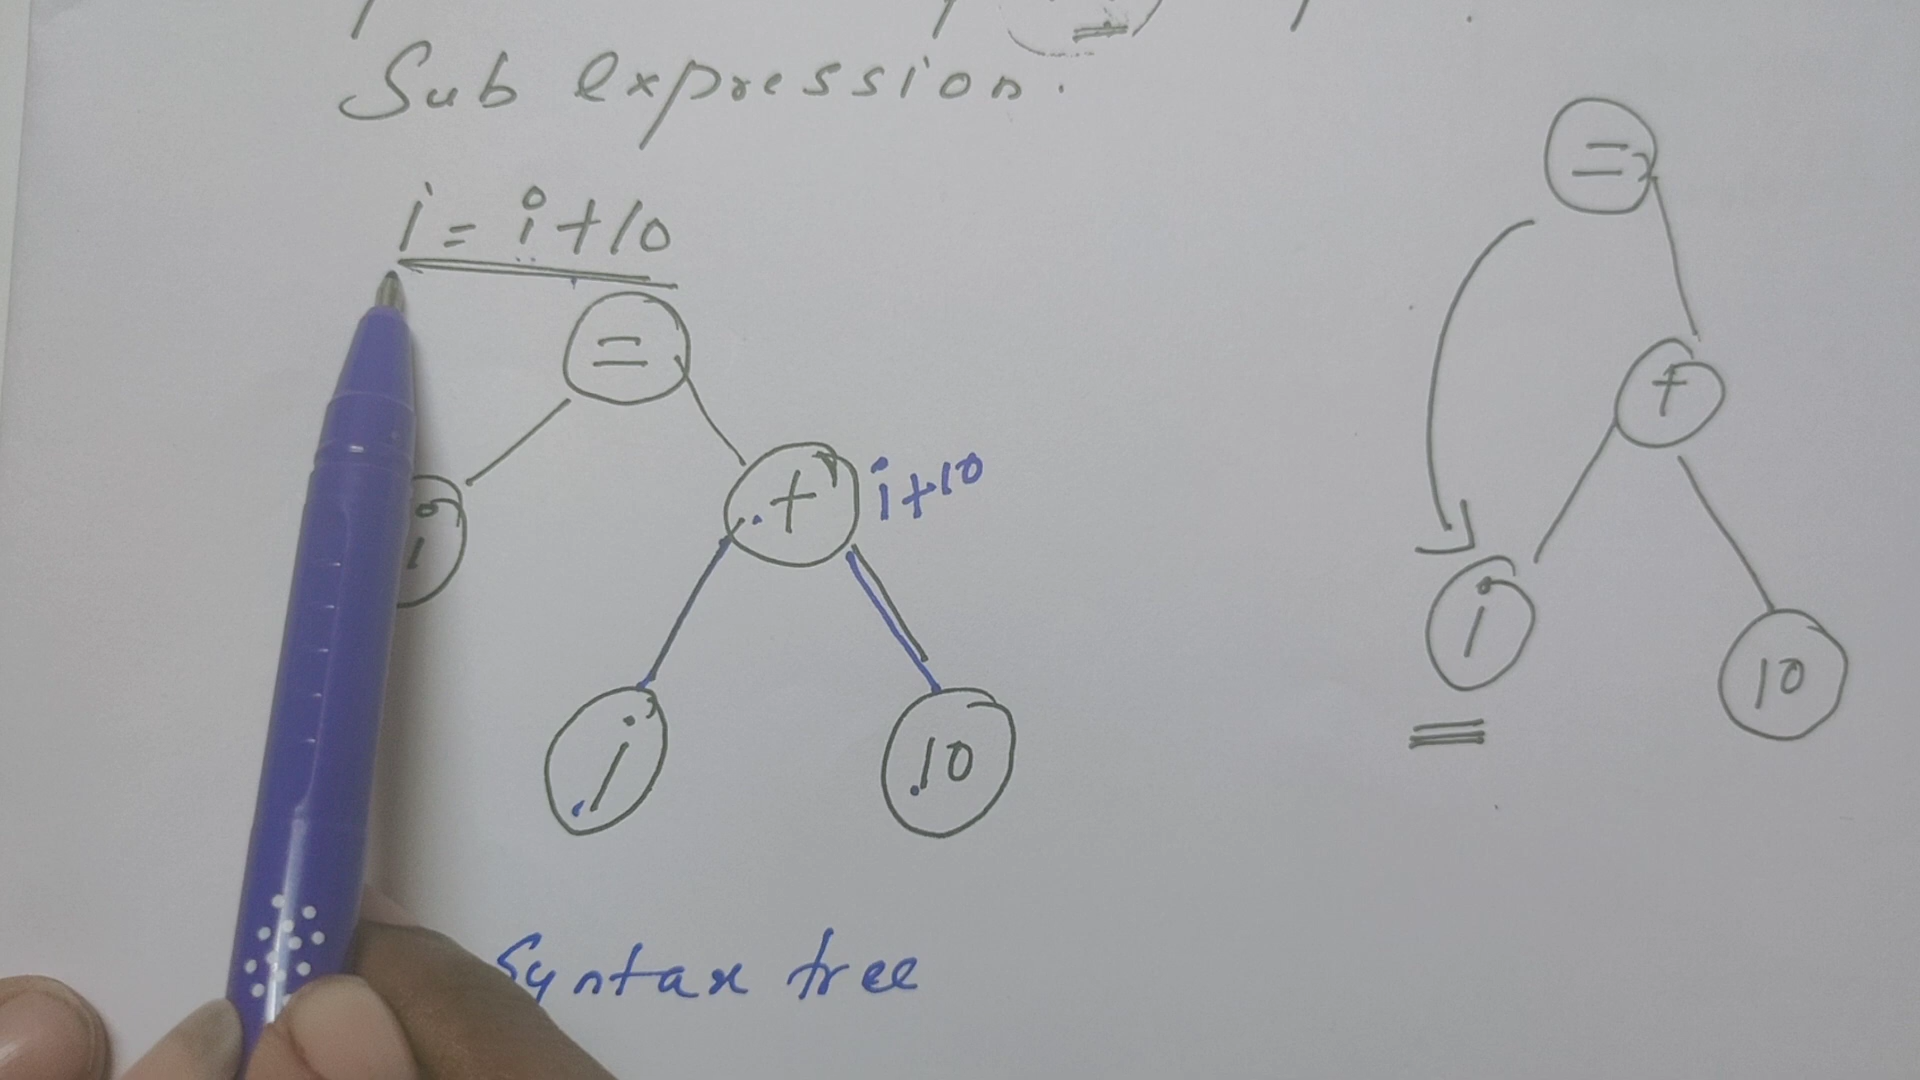 Sub expression.
i = i+10
=
=
+
+ i+10
i
i
i
10
10
Syntax tree